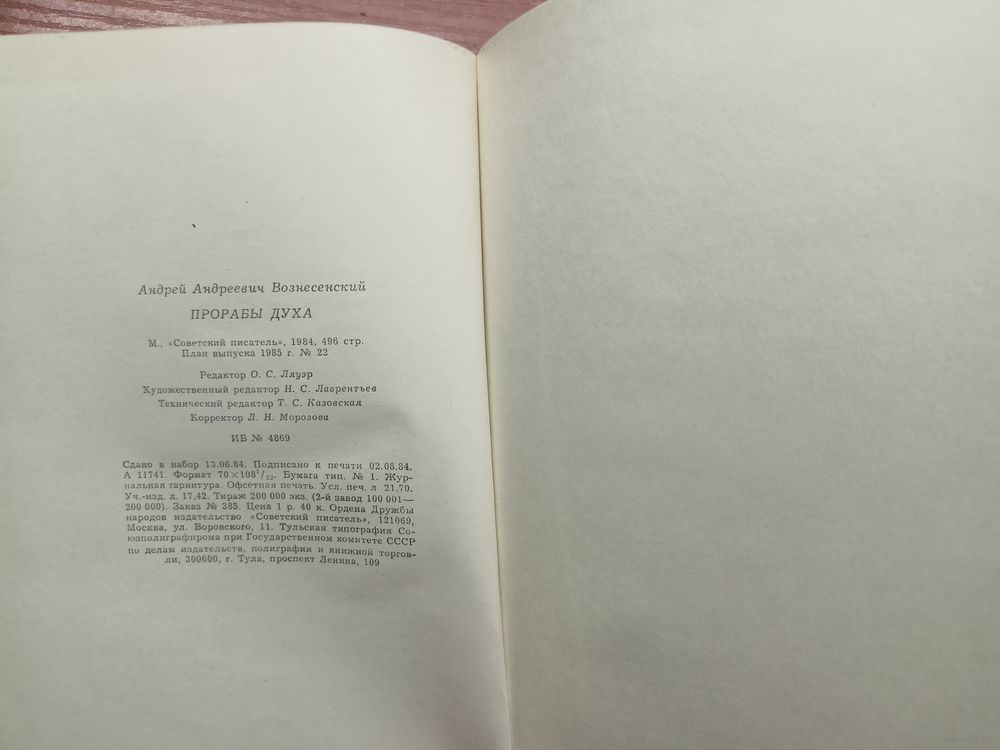 Андрей Андреевич Вознесенский
ПРОРАБЫ ДУХА
М., «Советский писатель», 1984, 496 стр.
План выпуска 1985 г. № 22
Редактор О. С. Ляуэр
Художественный редактор Н. С. Лаврентьев
Технический редактор Т. С. Казовская
Корректор Л. Н. Морозова
ИБ № 4869
Сдано в набор 13.06.84. Подписано к печати 02.08.84.
А 11741. Формат 70×108¹/₃₂. Бумага тип. № 1. Жур-
нальная гарнитура. Офсетная печать. Усл. печ. л 21,70.
Уч.-изд. л. 17,42. Тираж 200 000 экз. (2-й завод 100 001—
200 000). Заказ № 385. Цена 1 р. 40 к. Ордена Дружбы
народов издательство «Советский писатель», 121069,
Москва, ул. Воровского, 11. Тульская типография Со-
юзполиграфпрома при Государственном комитете СССР
по делам издательств, полиграфии и книжной торгов-
ли, 300600, г. Тула, проспект Ленина, 109